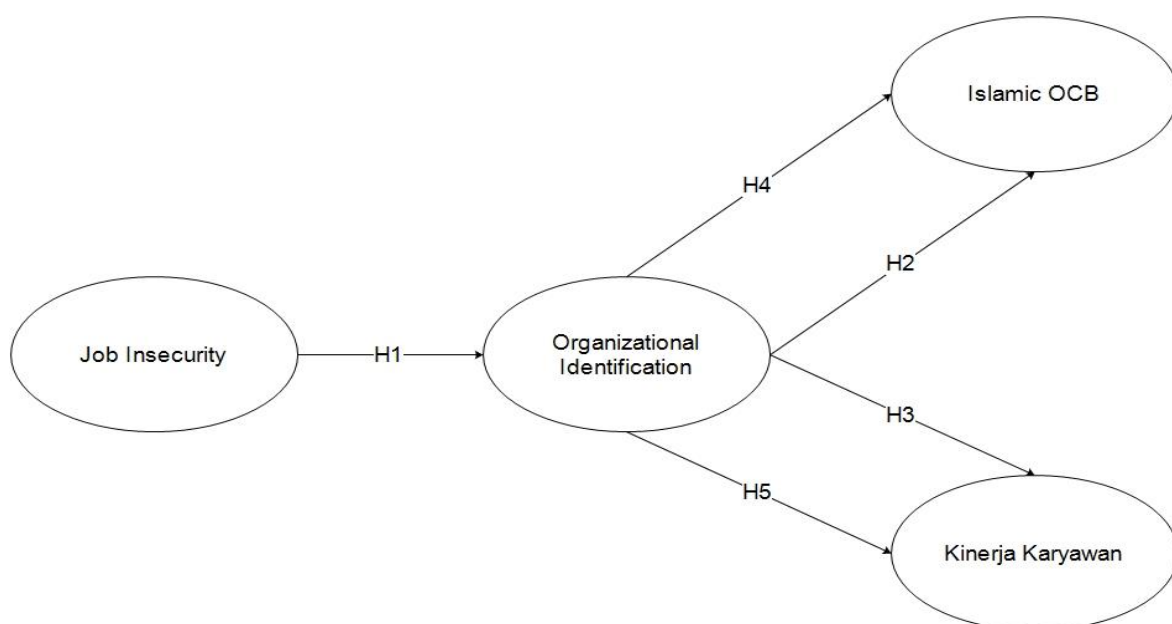 Islamic OCB
H4
H2
Job Insecurity
H1
Organizational
Identification
H3
H5
Kinerja Karyawan